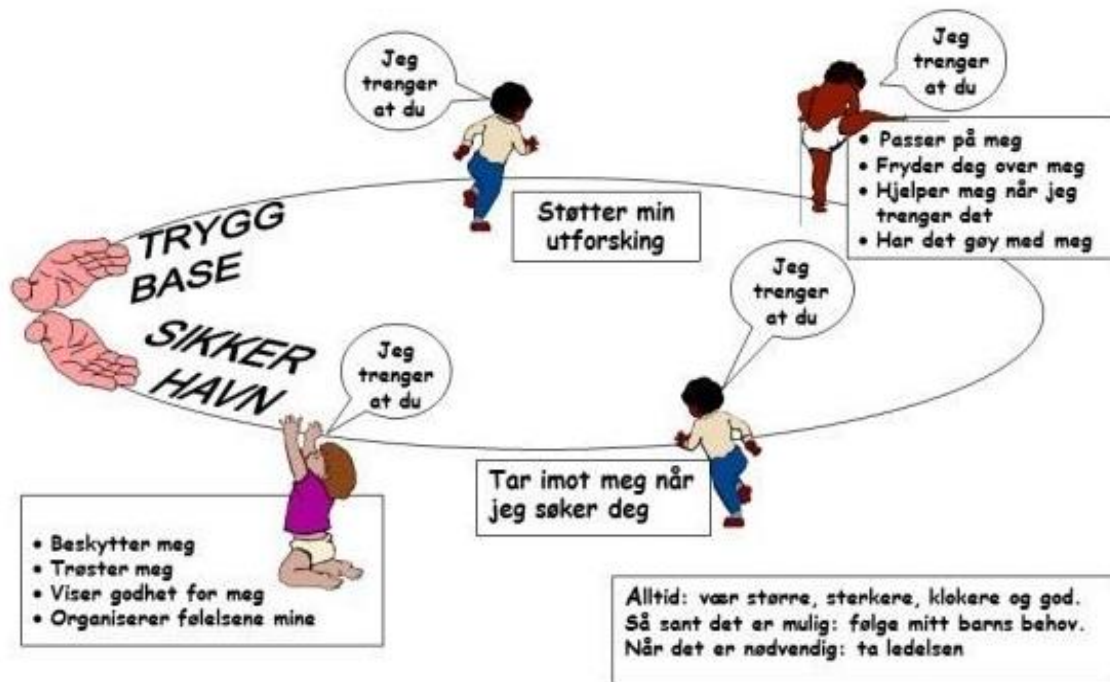 Jeg
trenger
at du
Jeg
trenger
at du
• Passer på meg
• Fryder deg over meg
• Hjelper meg når jeg
trenger det
• Har det gøy med meg
Støtter min
utforsking
TRYGG
BASE
SIKKER
HAVN
Jeg
trenger
at du
Jeg
trenger
at du
Tar imot meg når
jeg søker deg
• Beskytter meg
• Trøster meg
• Viser godhet for meg
• Organiserer følelsene mine
Alltid: vær større, sterkere, klokere og god.
Så sant det er mulig: følge mitt barns behov.
Når det er nødvendig: ta ledelsen